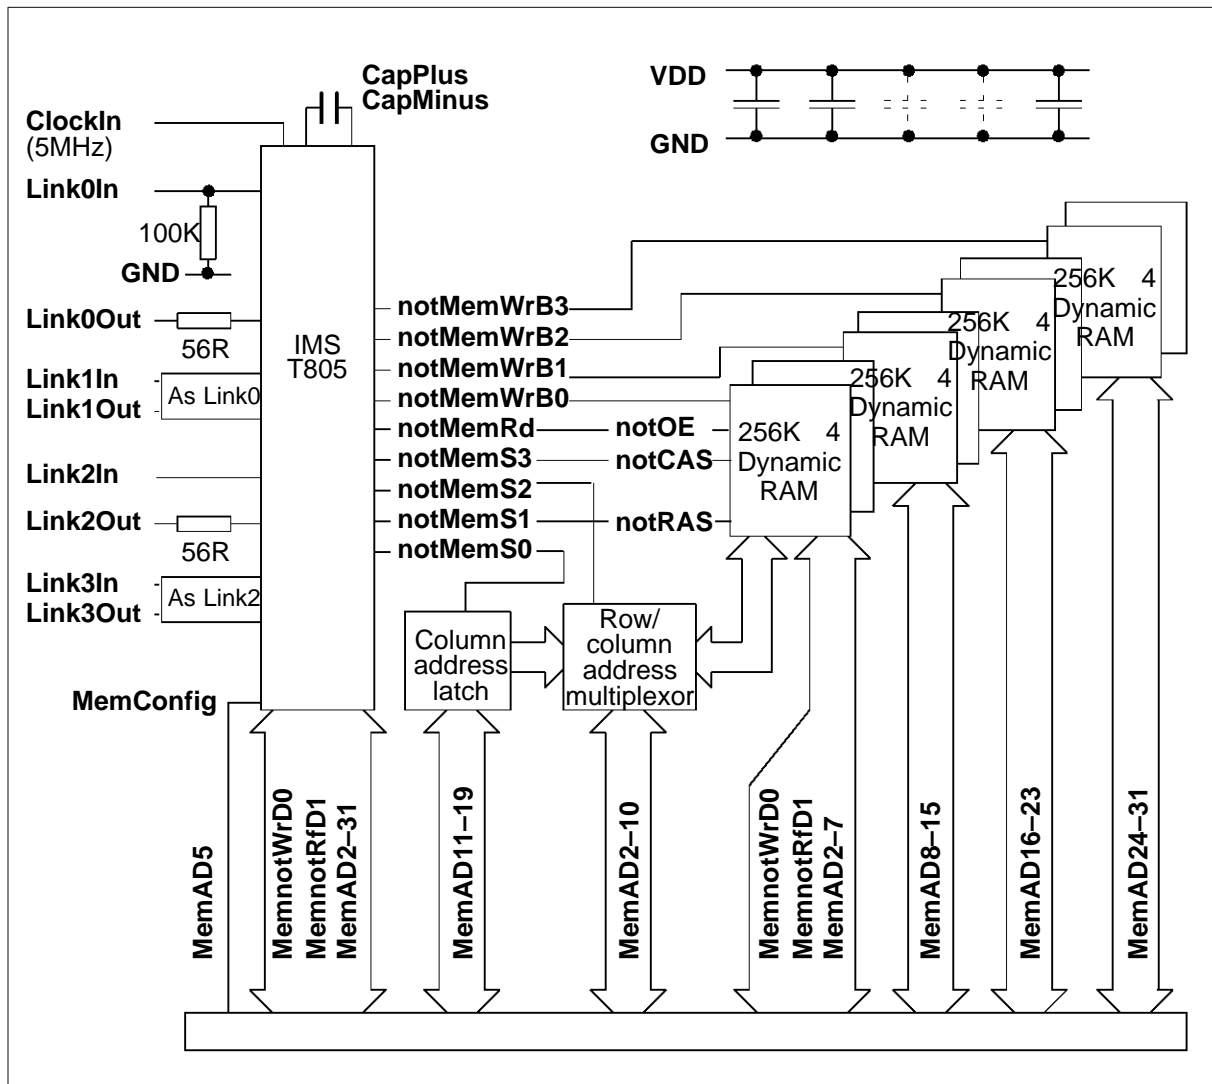 CapPlus
CapMinus
VDD
GND
ClockIn
(5MHz)
Link0In
100K
GND
Link0Out
56R
Link1In
Link1Out
As Link0
Link2In
Link2Out
56R
Link3In
Link3Out
As Link2
MemConfig
IMS
T805
notMemWrB3
notMemWrB2
notMemWrB1
notMemWrB0
notMemRd
notMemS3
notMemS2
notMemS1
notMemS0
notOE
notCAS
notRAS
256K 4
Dynamic
RAM
256K 4
Dynamic
RAM
256K 4
Dynamic
RAM
256K 4
Dynamic
RAM
Column
address
latch
Row/
column
address
multiplexor
MemAD5
MemnotWrD0
MemnotRfD1
MemAD2–31
MemAD11–19
MemAD2–10
MemnotWrD0
MemnotRfD1
MemAD2–7
MemAD8–15
MemAD16–23
MemAD24–31